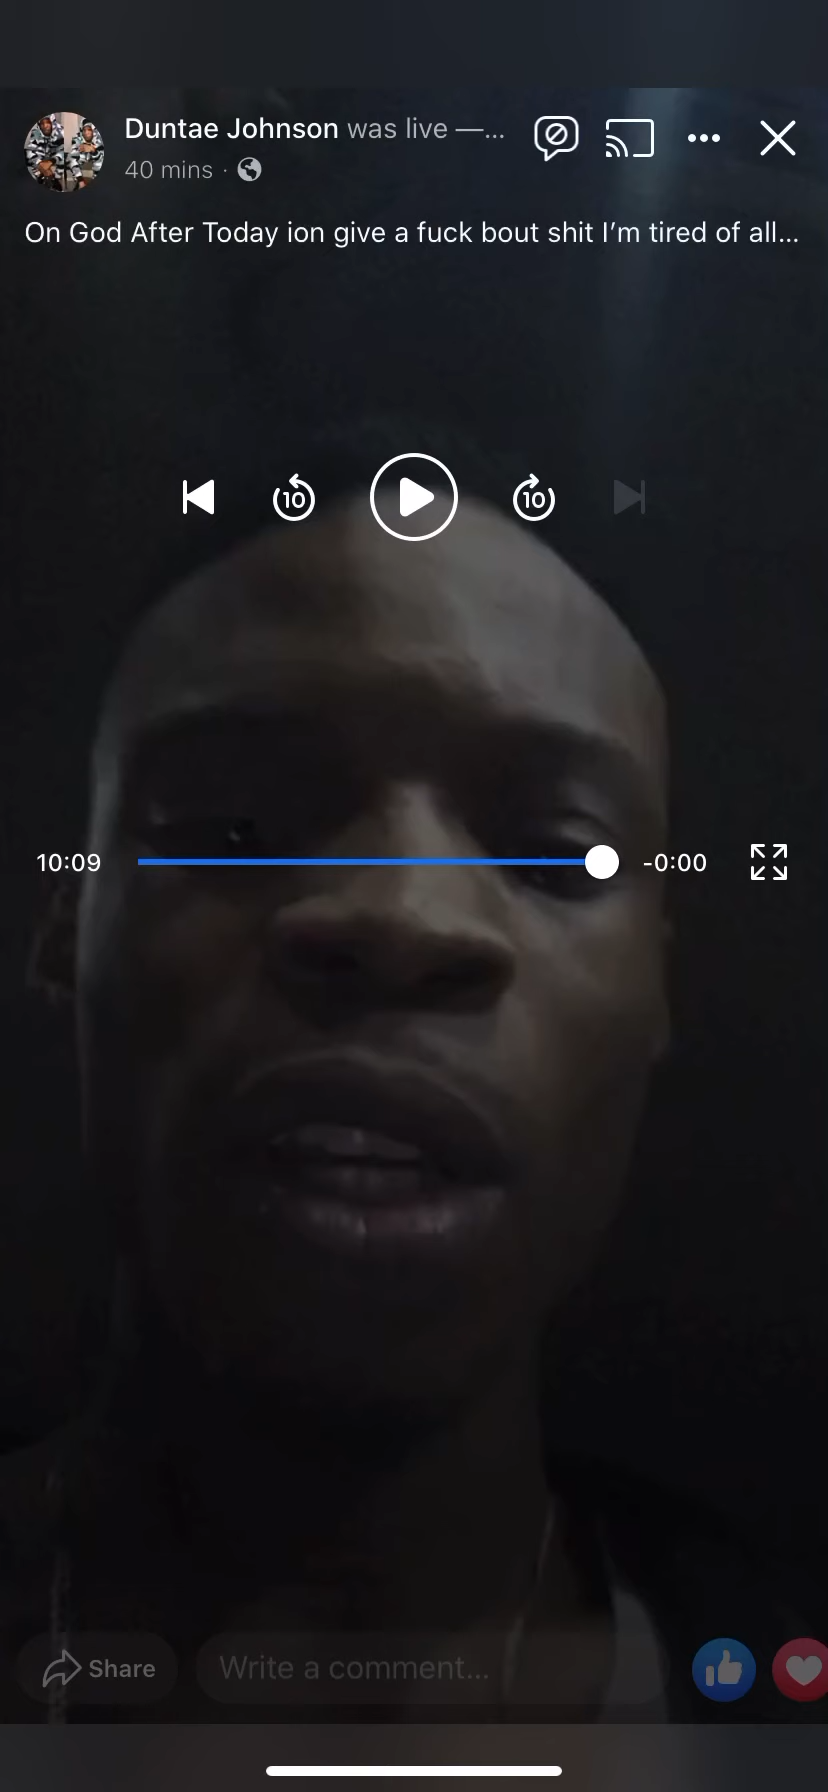 Duntae Johnson was live —...
40 mins ·
On God After Today ion give a fuck bout shit I’m tired of all...
10
10
10:09
-0:00
Share
Write a comment...